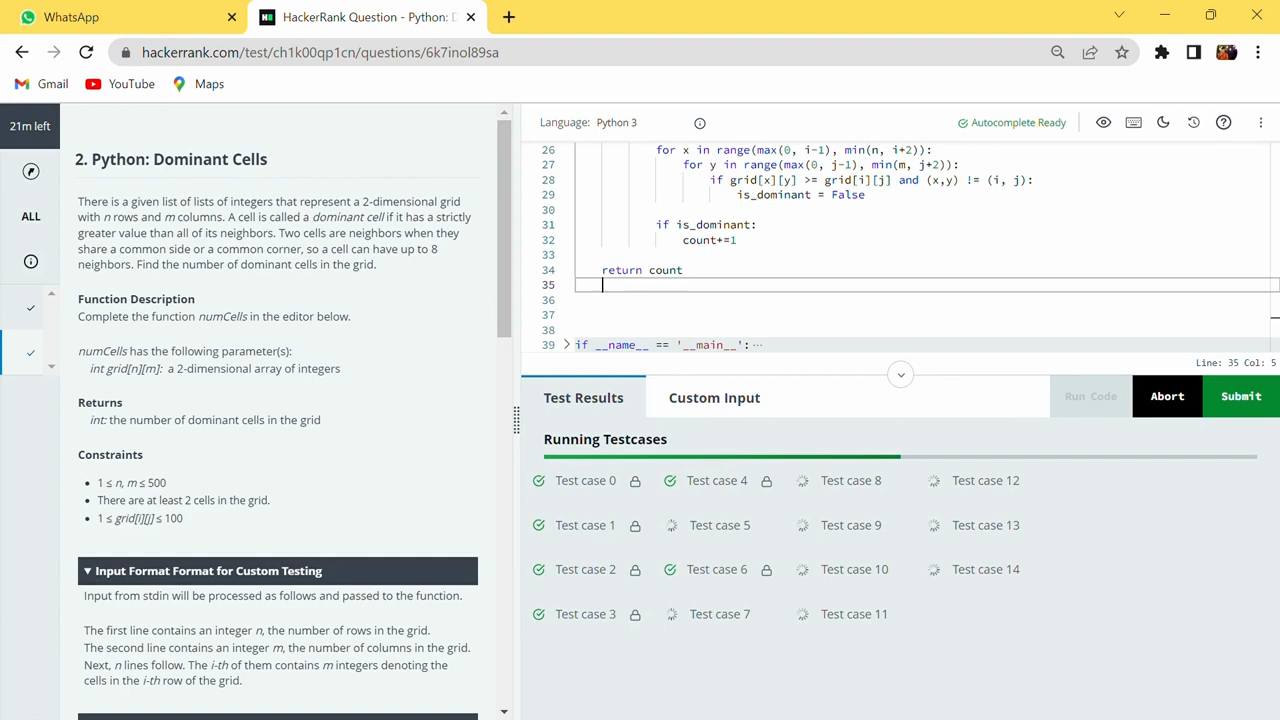 WhatsApp
HackerRank Question - Python: D
hackerrank.com/test/ch1k00qp1cn/questions/6k7inol89sa
Gmail
YouTube
Maps
21m left
ALL
2. Python: Dominant Cells
There is a given list of lists of integers that represent a 2-dimensional grid
with n rows and m columns. A cell is called a dominant cell if it has a strictly
greater value than all of its neighbors. Two cells are neighbors when they
share a common side or a common corner, so a cell can have up to 8
neighbors. Find the number of dominant cells in the grid.
Function Description
Complete the function numCells in the editor below.
numCells has the following parameter(s):
int grid[n][m]: a 2-dimensional array of integers
Returns
int: the number of dominant cells in the grid
Constraints
• 1 ≤ n, m ≤ 500
• There are at least 2 cells in the grid.
• 1 ≤ grid[i][j] ≤ 100
▼ Input Format Format for Custom Testing
Input from stdin will be processed as follows and passed to the function.
The first line contains an integer n, the number of rows in the grid.
The second line contains an integer m, the number of columns in the grid.
Next, n lines follow. The i-th of them contains m integers denoting the
cells in the i-th row of the grid.
Language: Python 3
Autocomplete Ready
26 for x in range(max(0, i-1), min(n, i+2)):
27 for y in range(max(0, j-1), min(m, j+2)):
28 if grid[x][y] >= grid[i][j] and (x,y) != (i, j):
29 is_dominant = False
30
31 if is_dominant:
32 count+=1
33
34 return count
35
36
37
38
39 if __name__ == '__main__': ...
Line: 35 Col: 5
Test Results
Custom Input
Run Code
Abort
Submit
Running Testcases
Test case 0 Test case 4 Test case 8 Test case 12
Test case 1 Test case 5 Test case 9 Test case 13
Test case 2 Test case 6 Test case 10 Test case 14
Test case 3 Test case 7 Test case 11